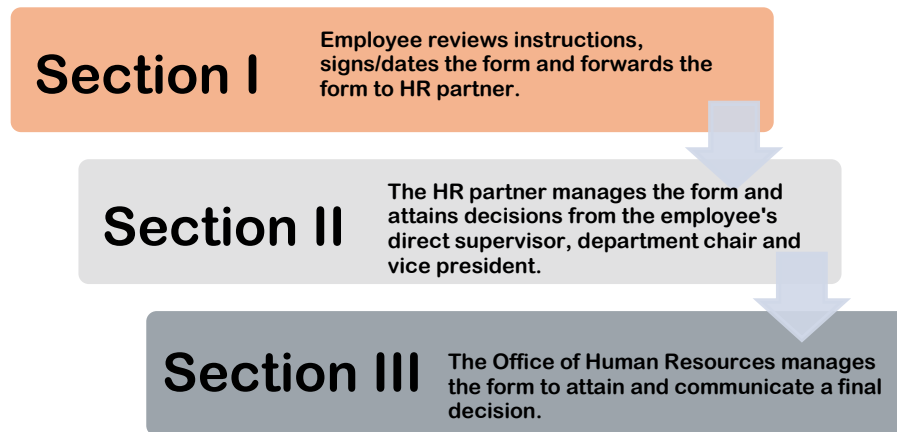 Section I
Employee reviews instructions,
signs/dates the form and forwards the
form to HR partner.
Section II
The HR partner manages the form and
attains decisions from the employee's
direct supervisor, department chair and
vice president.
Section III
The Office of Human Resources manages
the form to attain and communicate a final
decision.